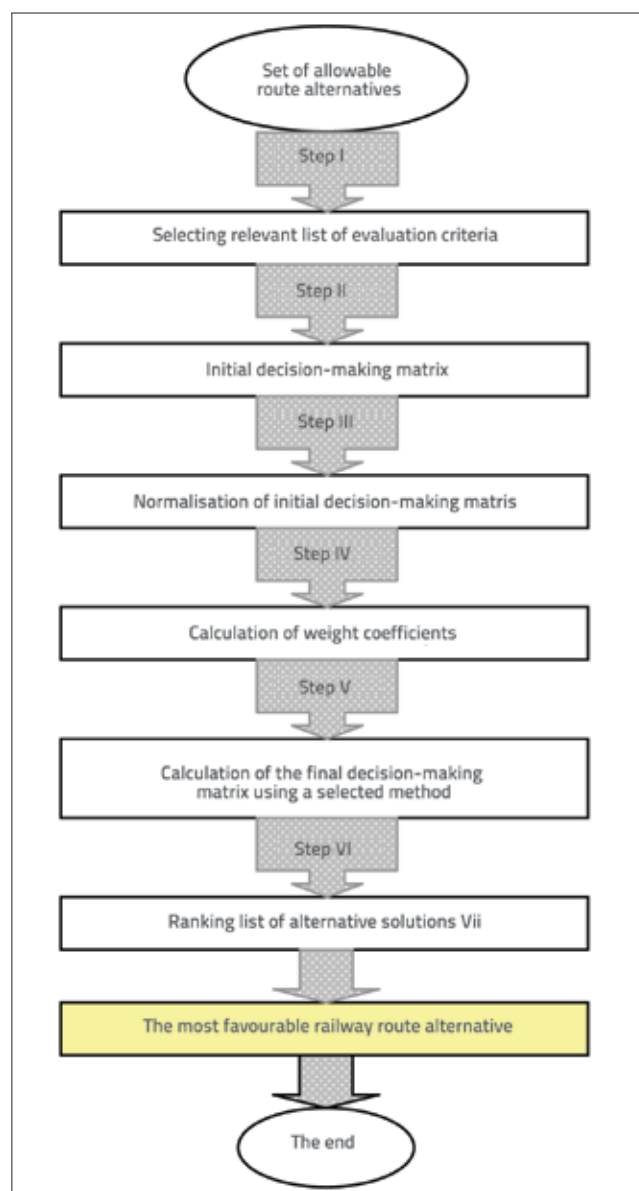 Set of allowable
route alternatives
Step I
Selecting relevant list of evaluation criteria
Step II
Initial decision-making matrix
Step III
Normalisation of initial decision-making matris
Step IV
Calculation of weight coefficients
Step V
Calculation of the final decision-making
matrix using a selected method
Step VI
Ranking list of alternative solutions Vii
The most favourable railway route alternative
The end